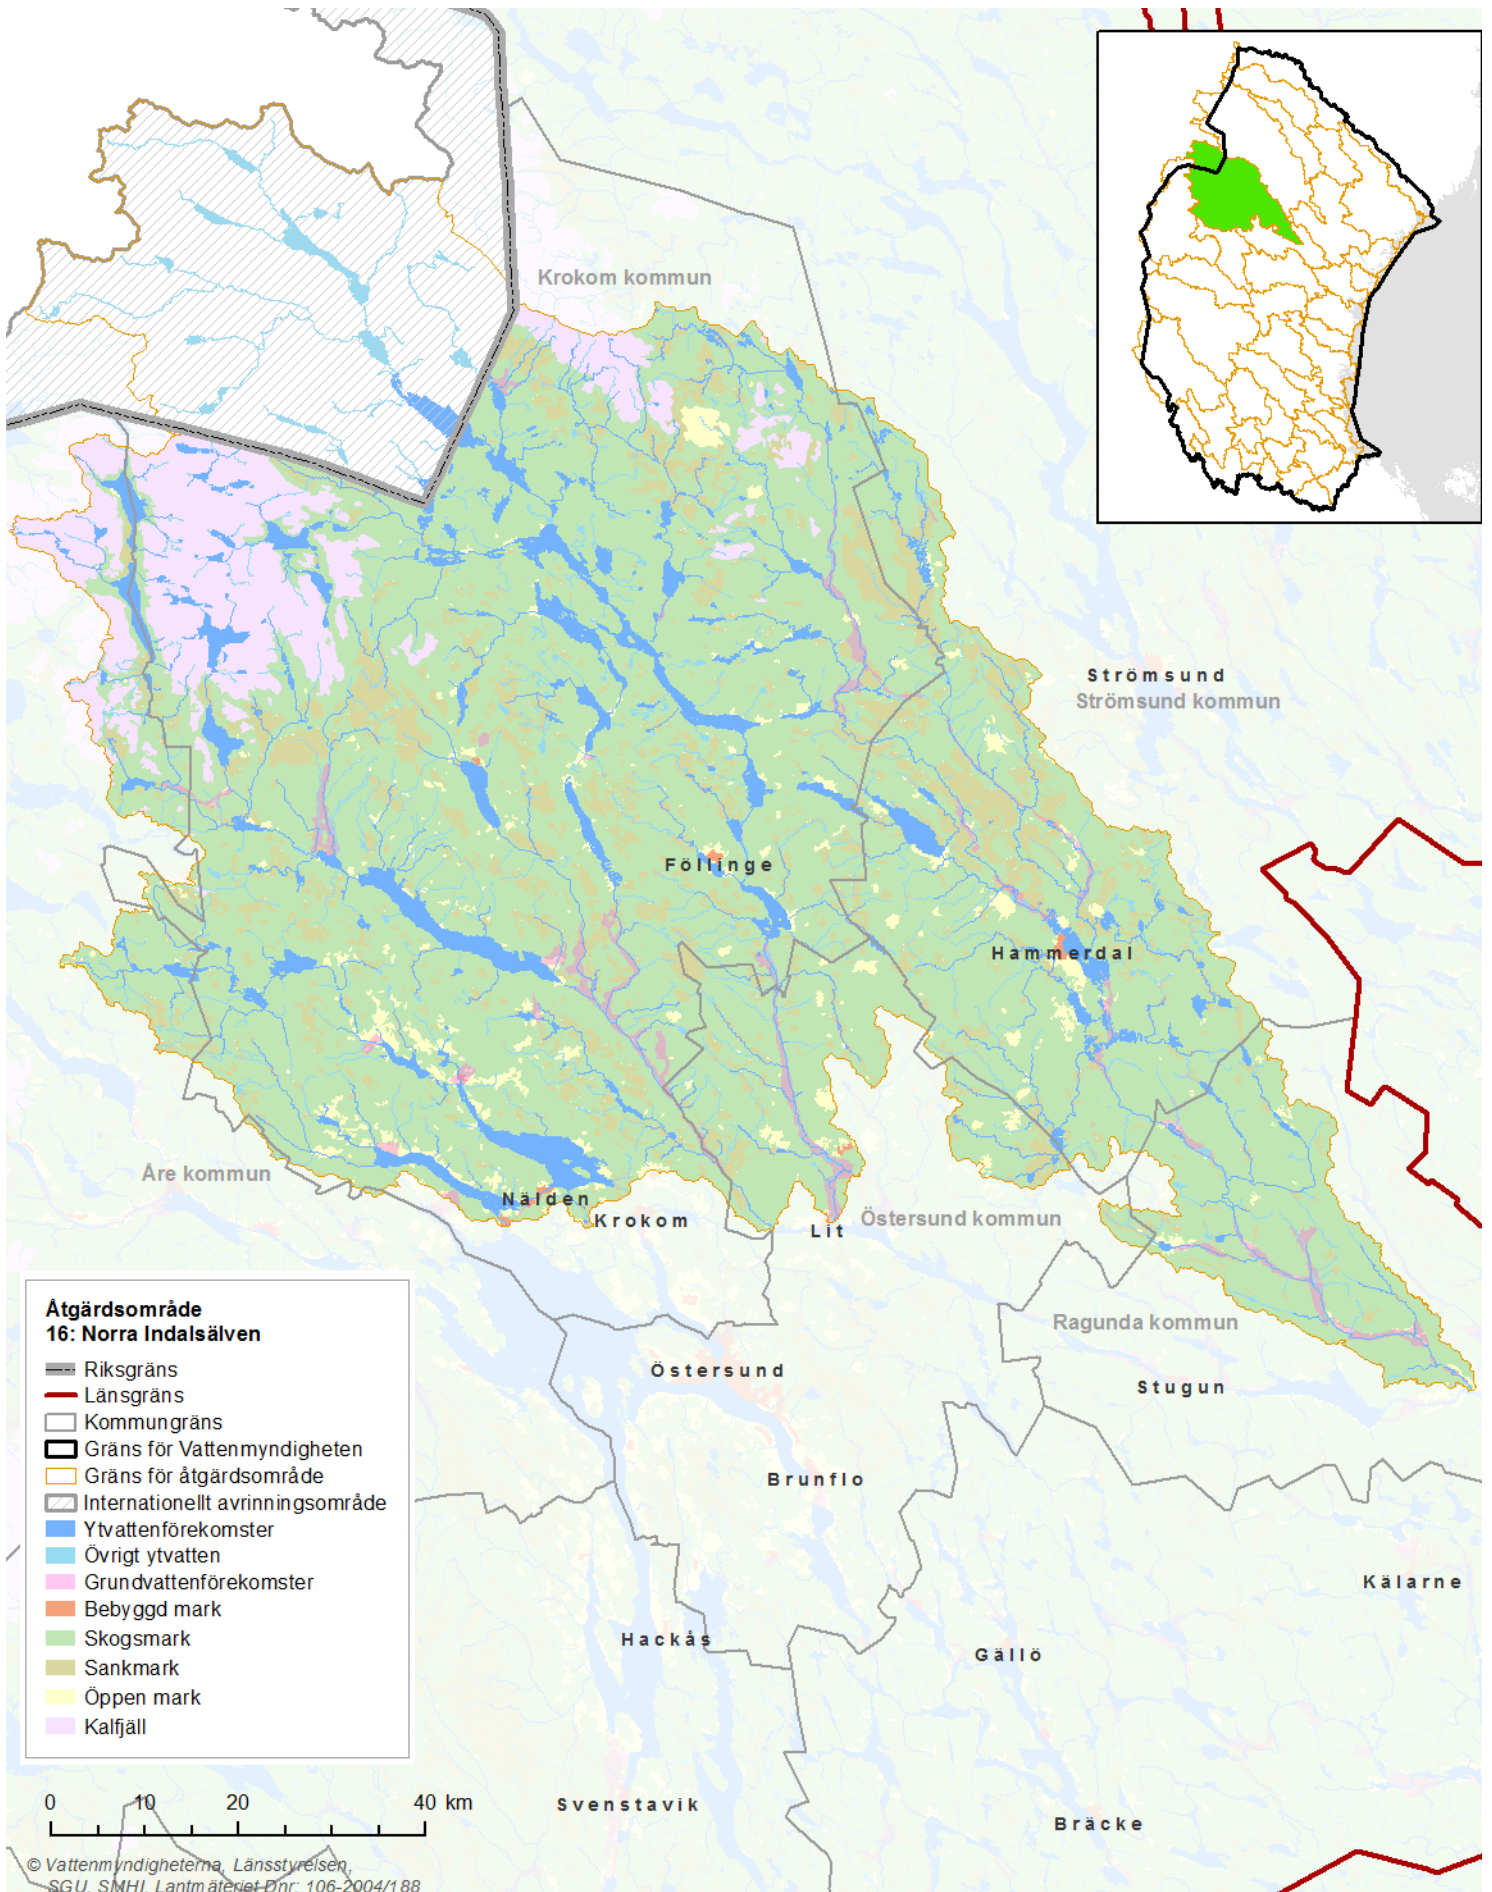 Krokom kommun
Strömsund
Strömsund kommun
Föllinge
Hammerdal
Åre kommun
Nälden
Krokom
Lit
Östersund kommun
Ragunda kommun
Östersund
Stugun
Brunflo
Kälarne
Hackås
Gällö
Svenstavik
Bräcke
Åtgärdsområde
16: Norra Indalsälven
Riksgräns
Länsgräns
Kommungräns
Gräns för Vattenmyndigheten
Gräns för åtgärdsområde
Internationellt avrinningsområde
Ytvattenförekomster
Övrigt ytvatten
Grundvattenförekomster
Bebyggd mark
Skogsmark
Sankmark
Öppen mark
Kalfjäll
0 10 20 40 km
© Vattenmyndigheterna, Länsstyrelsen,
SGU, SMHI, Lantmäteriet Dnr: 106-2004/188